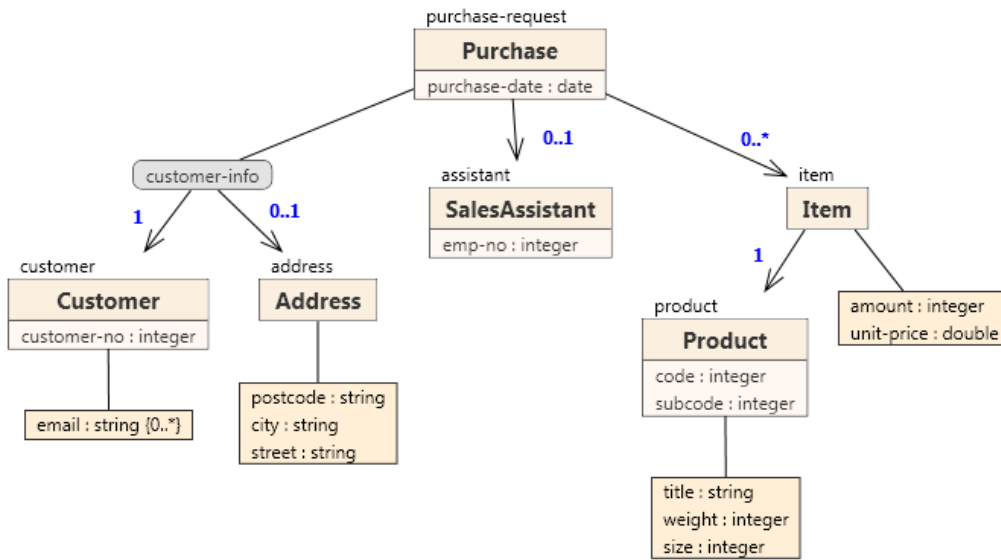 purchase-request
Purchase
purchase-date : date
customer-info
1
0..1
0..1
0..*
customer
Customer
customer-no : integer
email : string {0..*}
address
Address
postcode : string
city : string
street : string
assistant
SalesAssistant
emp-no : integer
item
Item
1
amount : integer
unit-price : double
product
Product
code : integer
subcode : integer
title : string
weight : integer
size : integer